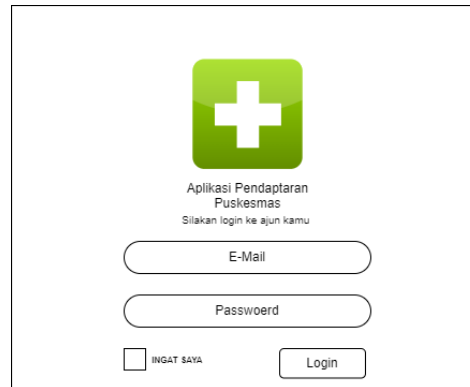 Aplikasi Pendaptaran
Puskesmas
Silakan login ke ajun kamu
E-Mail
Passwoerd
INGAT SAYA
Login